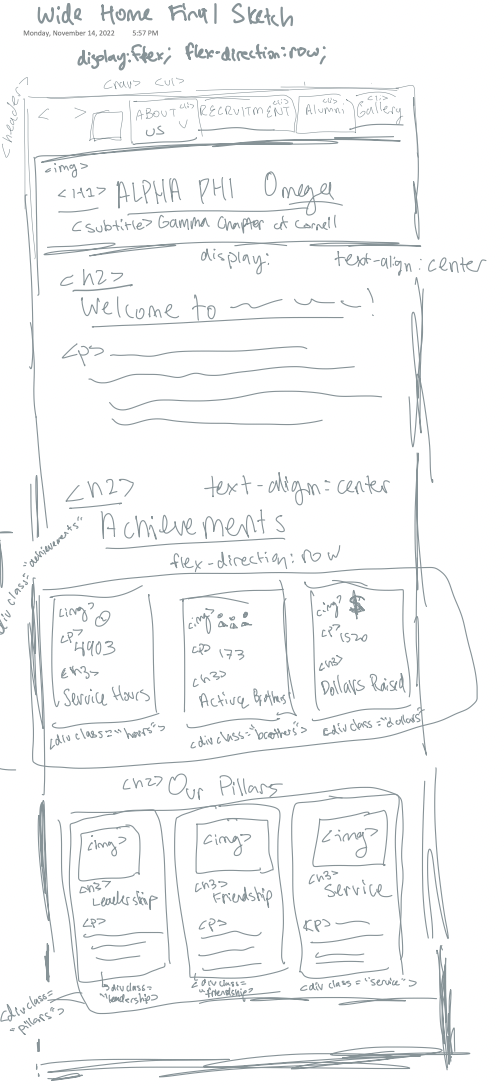 Wide Home Final Sketch
Monday, November 14, 2022 5:57 PM
display:flex; flex-direction:row;
<nav> <ul>
<header>
< >
ABOUT US <li> V
RECRUITMENT <li>
Alumni <li>
Gallery <li>
<img>
<H1> ALPHA PHI Omega
<subtitle> Gamma Chapter at Cornell
display:
text-align:center
<h2>
Welcome to !
<p>
<h2> text-align:center
Achievements
flex-direction:row
div class="achievements"
<img>
<p> 4903
<h3>
Service Hours
<div class="hours">
<img>
<p> 173
<h3>
Active Brothers
<div class="brothers">
<img> $
<p> 1520
<h3>
Dollars Raised
<div class="dollars">
<h2> Our Pillars
<img>
<h3>
Leadership
<p>
<div class="leadership">
<img>
<h3>
Friendship
<p>
<div class="friendship">
<img>
<h3>
Service
<p>
<div class="service">
<div class="pillars">